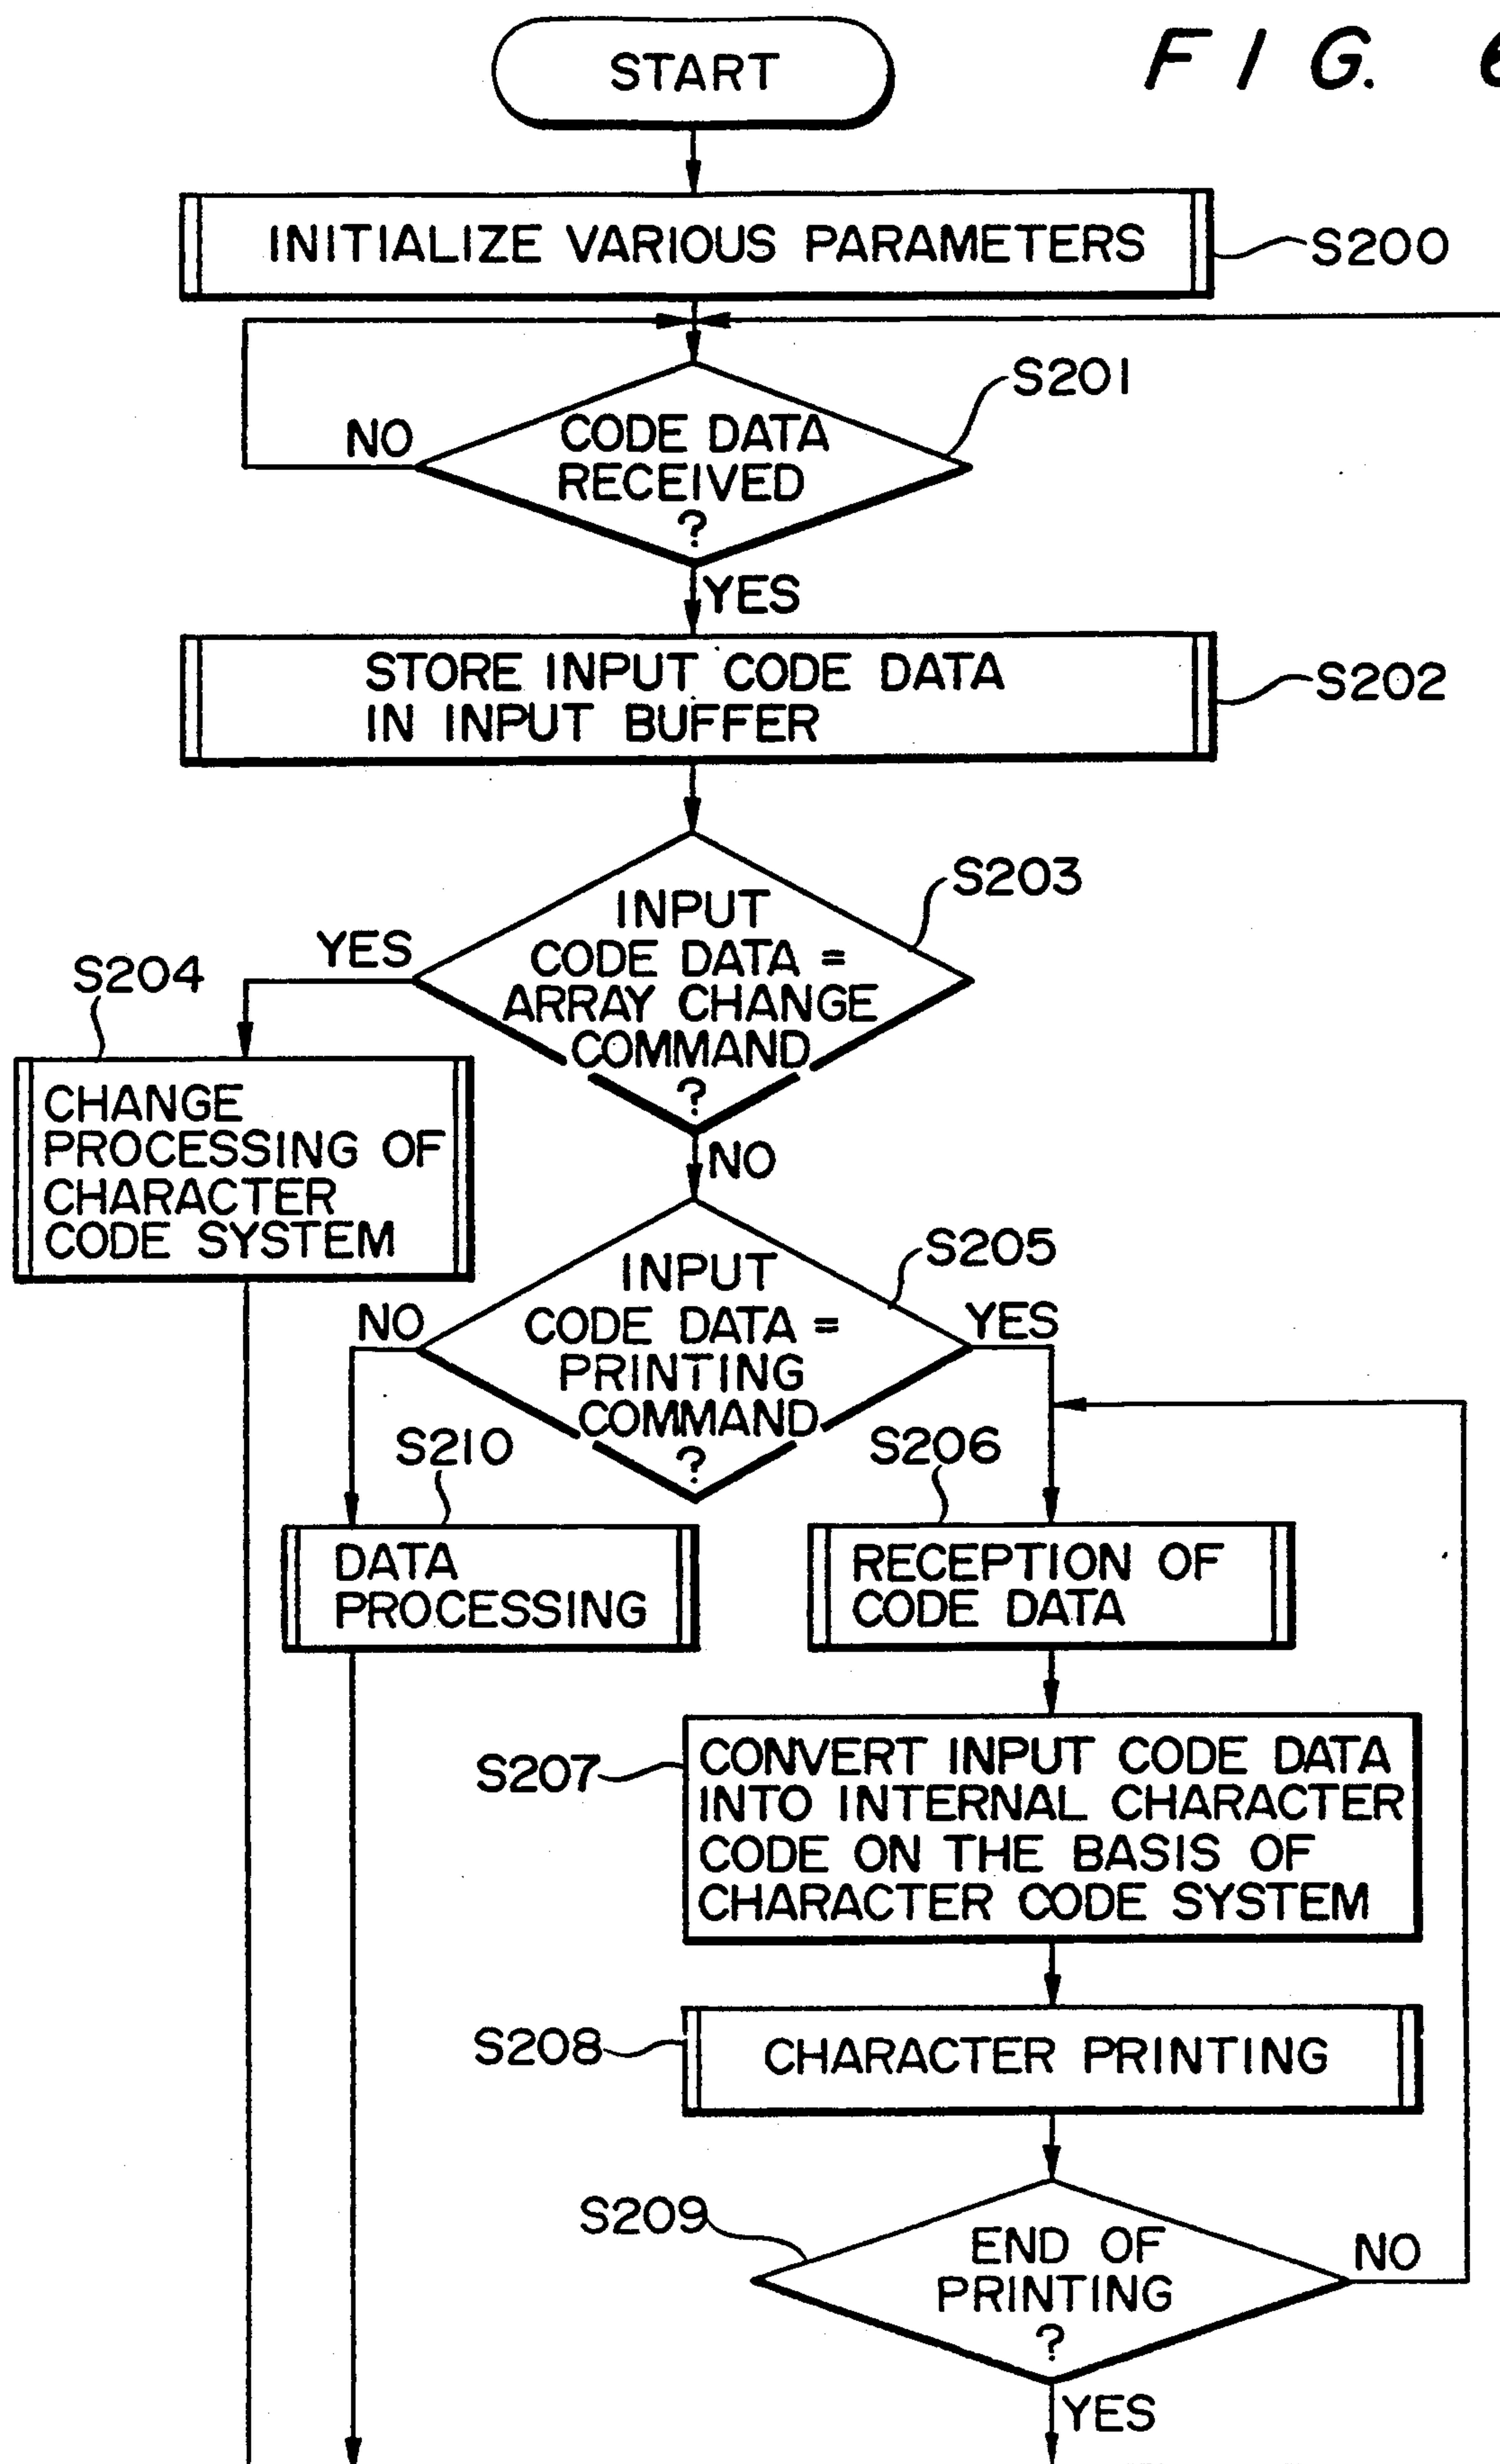 START
FIG. 6
INITIALIZE VARIOUS PARAMETERS
S200
S201
NO
CODE DATA
RECEIVED
?
YES
STORE INPUT CODE DATA
IN INPUT BUFFER
S202
S203
YES
INPUT
CODE DATA =
ARRAY CHANGE
COMMAND
?
S204
CHANGE
PROCESSING OF
CHARACTER
CODE SYSTEM
NO
S205
INPUT
CODE DATA =
PRINTING
COMMAND
?
NO
YES
S210
S206
DATA
PROCESSING
RECEPTION OF
CODE DATA
S207
CONVERT INPUT CODE DATA
INTO INTERNAL CHARACTER
CODE ON THE BASIS OF
CHARACTER CODE SYSTEM
S208
CHARACTER PRINTING
S209
END OF
PRINTING
?
NO
YES